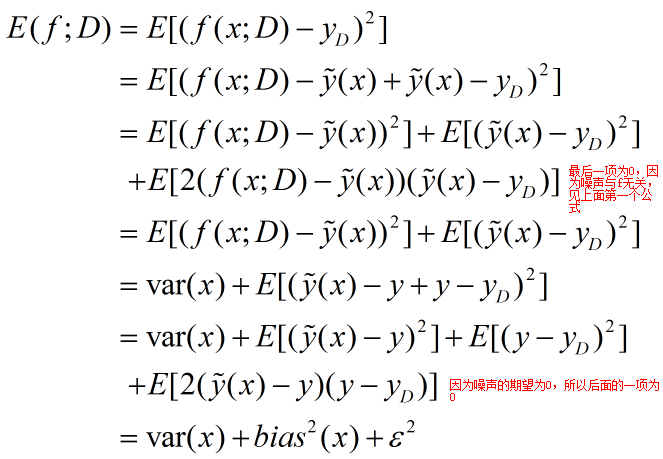 E(f;D) = E[(f(x;D) − y_D)²]
= E[(f(x;D) − ỹ(x) + ỹ(x) − y_D)²]
= E[(f(x;D) − ỹ(x))²] + E[(ỹ(x) − y_D)²]
+E[2(f(x;D) − ỹ(x))(ỹ(x) − y_D)]
最后一项为0，因
为噪声与f无关，
见上面第一个公
式
= E[(f(x;D) − ỹ(x))²] + E[(ỹ(x) − y_D)²]
= var(x) + E[(ỹ(x) − y + y − y_D)²]
= var(x) + E[(ỹ(x) − y)²] + E[(y − y_D)²]
+E[2(ỹ(x) − y)(y − y_D)]
因为噪声的期望为0，所以后面的一项为
0
= var(x) + bias²(x) + ε²